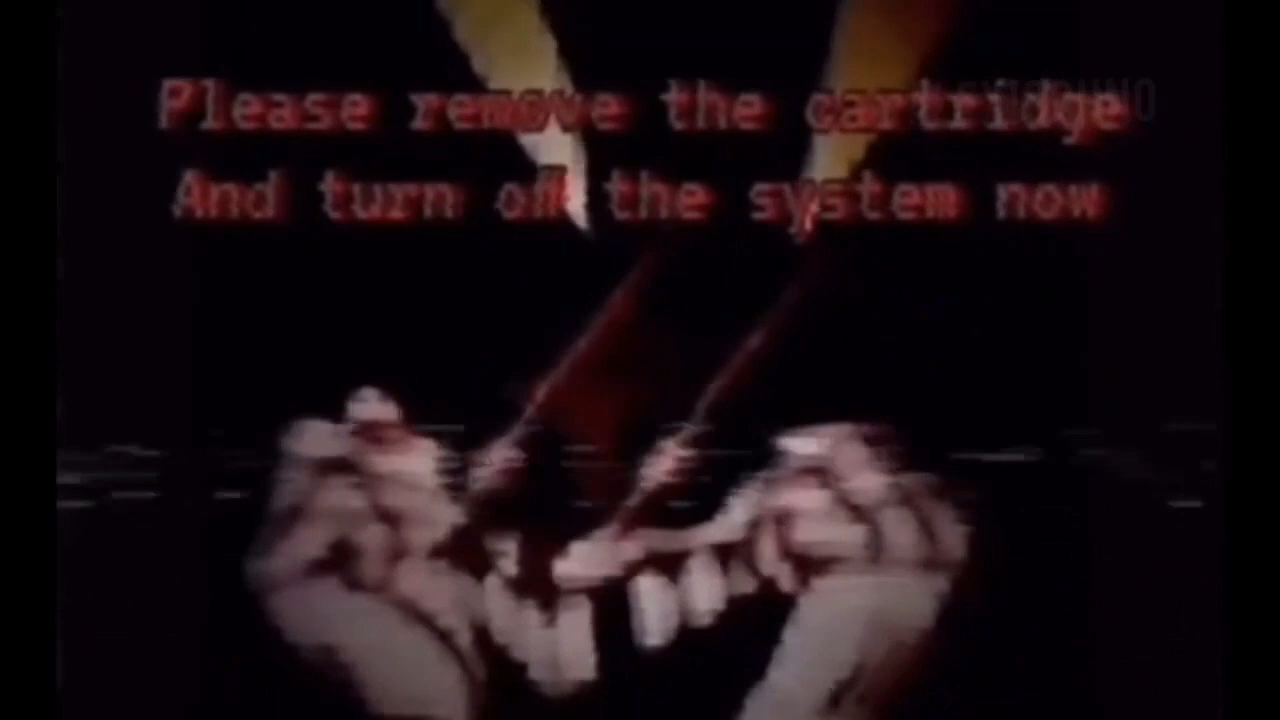 Please remove the cartridge
And turn off the system now